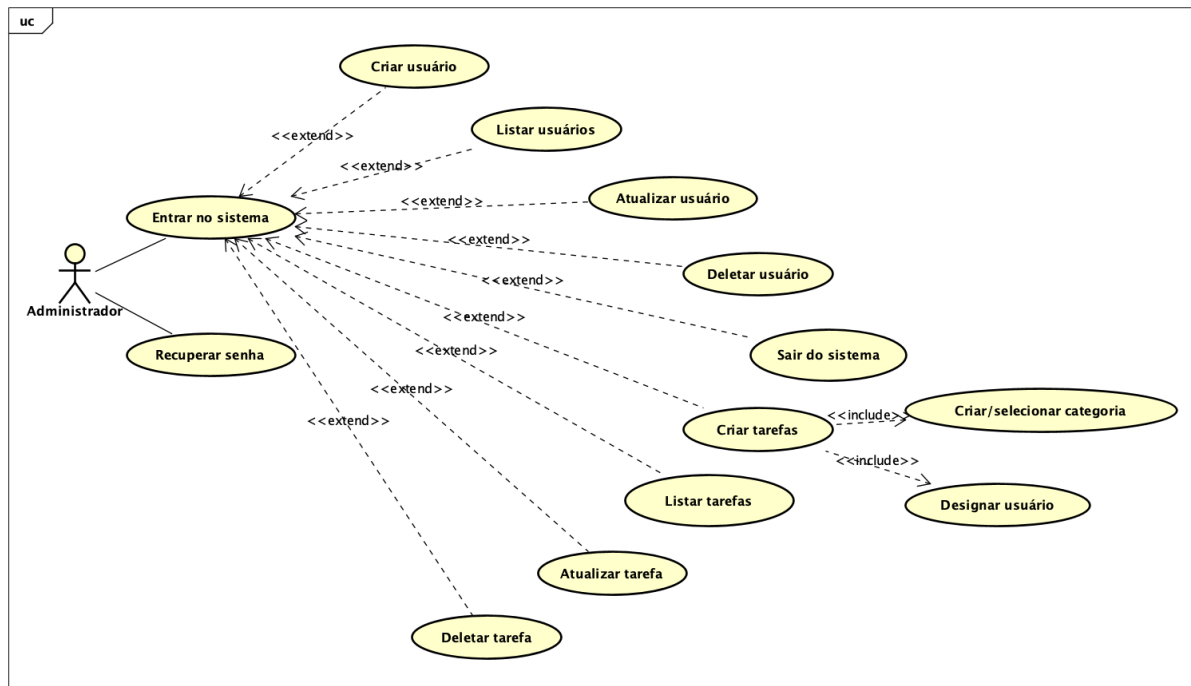 uc
Criar usuário
<<extend>>
Listar usuários
<<extend>>
Atualizar usuário
<<extend>>
Entrar no sistema
<<extend>>
Deletar usuário
<<extend>>
Administrador
<<extend>>
Recuperar senha
<<extend>>
Sair do sistema
<<extend>>
<<extend>>
Criar tarefas
<<include>>
Criar/selecionar categoria
<<include>>
Listar tarefas
Designar usuário
Atualizar tarefa
Deletar tarefa